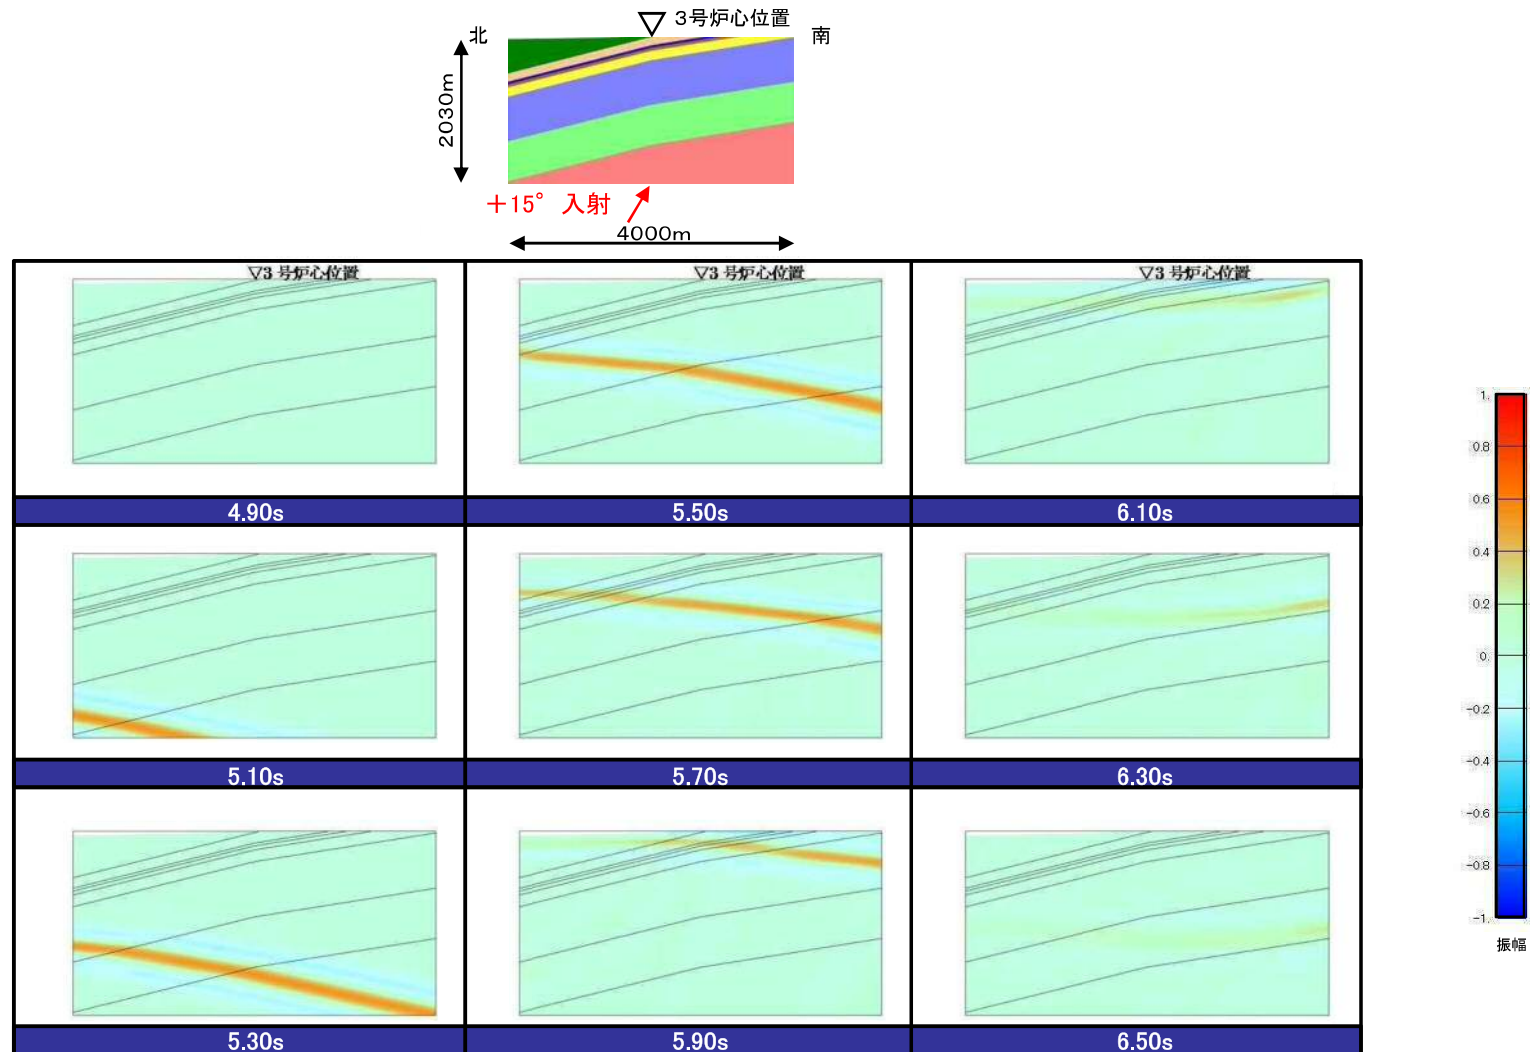 3号炉心位置
北
南
2030m
＋15°入射
4000m
▽3 号炉心位置
▽3 号炉心位置
▽3 号炉心位置
4.90s
5.50s
6.10s
5.10s
5.70s
6.30s
5.30s
5.90s
6.50s
1.
0.8
0.6
0.4
0.2
0.
-0.2
-0.4
-0.6
-0.8
-1.
振幅